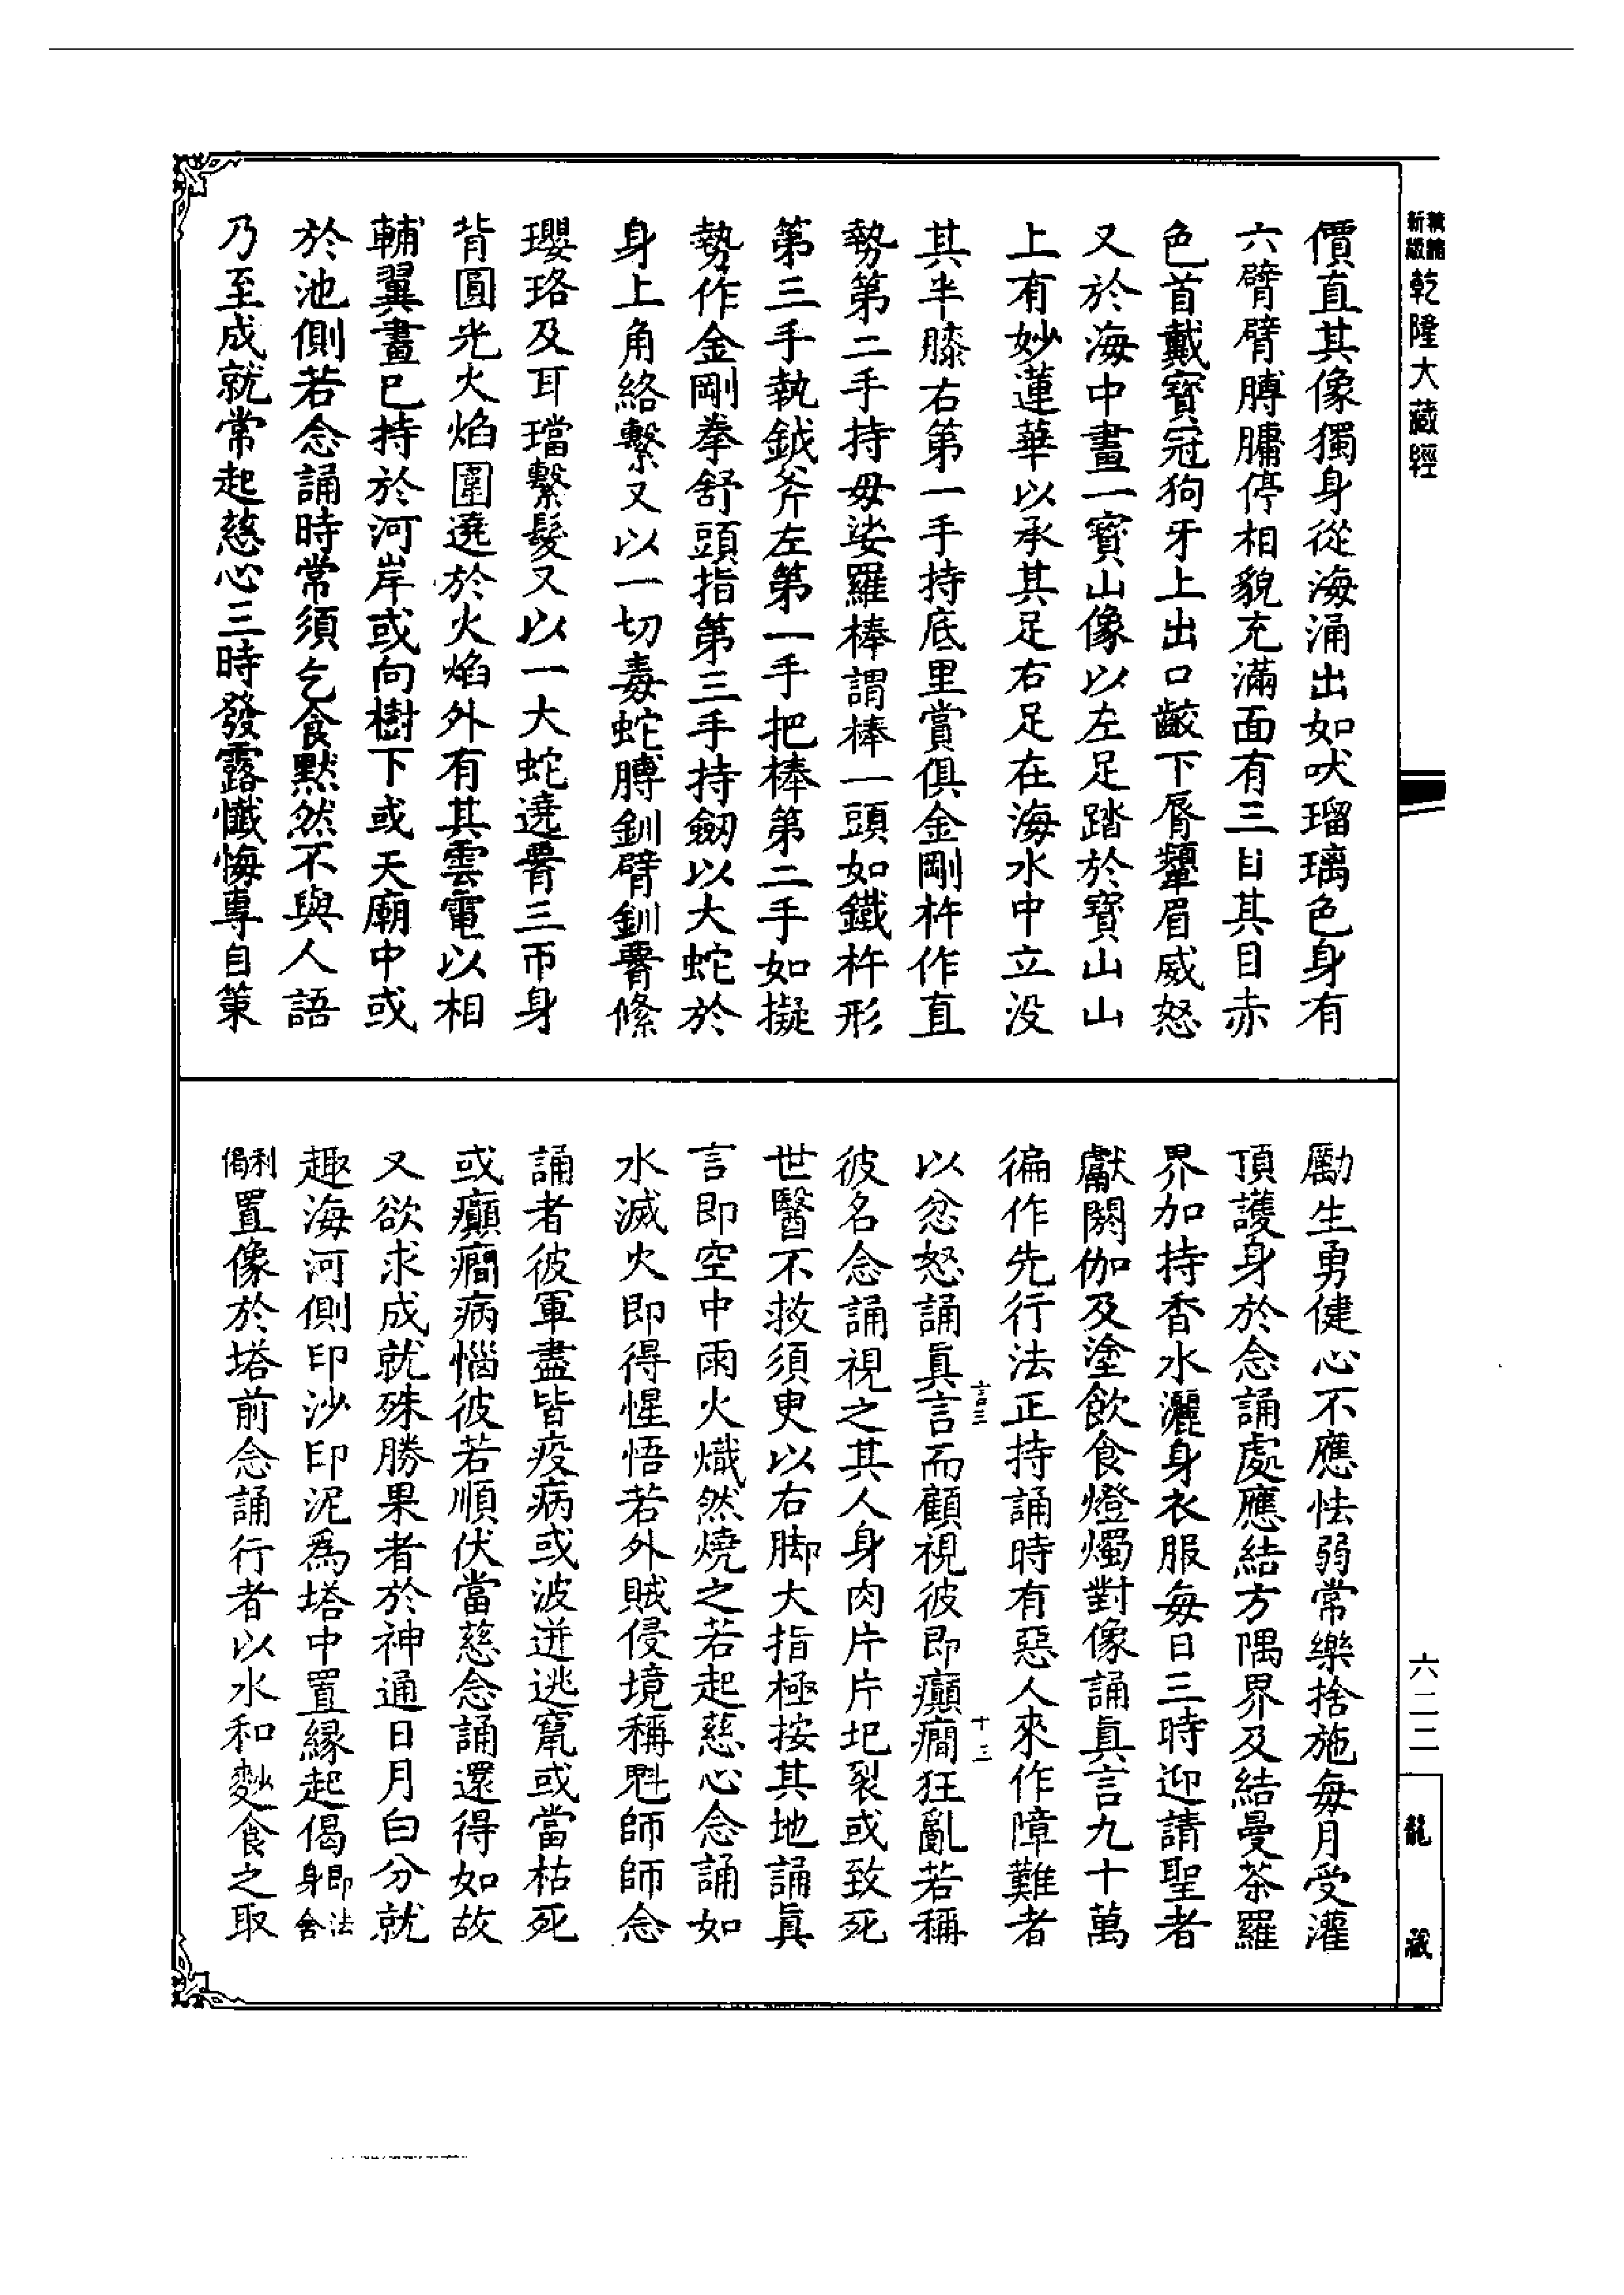 新版 精繕 乾隆大藏經
價直其像獨身從海涌出如吠瑠璃色身有
六臂臂膊臃停相貌充滿面有三目其目赤
色首戴寶冠狗牙上出口齩下脣顰眉威怒
又於海中畫一寶山像以左足踏於寶山山
上有妙蓮華以承其足右足在海水中立没
其半膝右第一手持底里賞俱金剛杵作直
勢第二手持母娑羅棒謂棒一頭如鐵杵形
第三手執鉞斧左第一手把棒第二手如擬
勢作金剛拳舒頭指第三手持劒以大蛇於
身上角絡繫又以一切毒蛇膊釧臂釧𦝫絛
瓔珞及耳璫繫髮又以一大蛇遶𦝫三帀身
背圓光火焰圍遶於火焰外有其雲電以相
輔翼畫已持於河岸或向樹下或天廟中或
於池側若念誦時常須乞食默然不與人語
乃至成就常起慈心三時發露懺悔專自策
勵生勇健心不應怯弱常樂捨施每月受灌
頂護身於念誦處應結方隅界及結曼茶羅
界加持香水灑身衣服每日三時迎請聖者
獻閼伽及塗飲食燈燭對像誦真言九十萬
徧作先行法正持誦時有惡人來作障難者
以忿怒誦真言而顧視彼即癲癇狂亂若稱
言三
十三
彼名念誦視之其人身肉片片圯裂或致死
世醫不救須臾以右脚大指極按其地誦真
言即空中雨火熾然燒之若起慈心念誦如
水滅火即得惺悟若外賊侵境稱魁師師念
誦者彼軍盡皆疫病或波迸逃竄或當枯死
或癲癇病惱彼若順伏當慈念誦還得如故
又欲求成就殊勝果者於神通日月白分就
趣海河側印沙印泥為塔中置緣起偈即法身舍
利偈置像於塔前念誦行者以水和麨食之取
六二二
龍藏